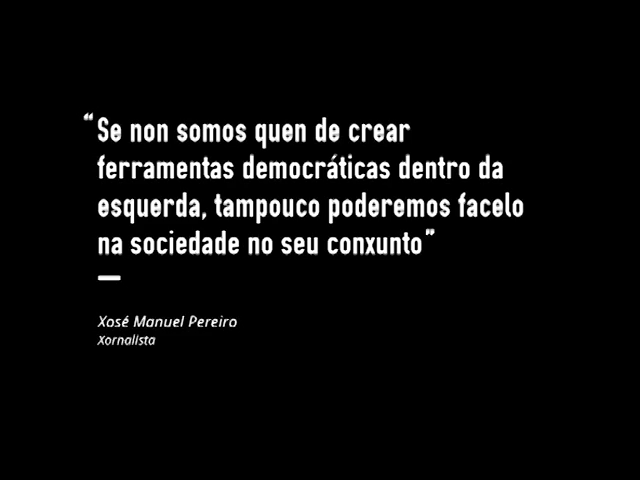 “Se non somos quen de crear
ferramentas democráticas dentro da
esquerda, tampouco poderemos facelo
na sociedade no seu conxunto”
—
Xosé Manuel Pereiro
Xornalista